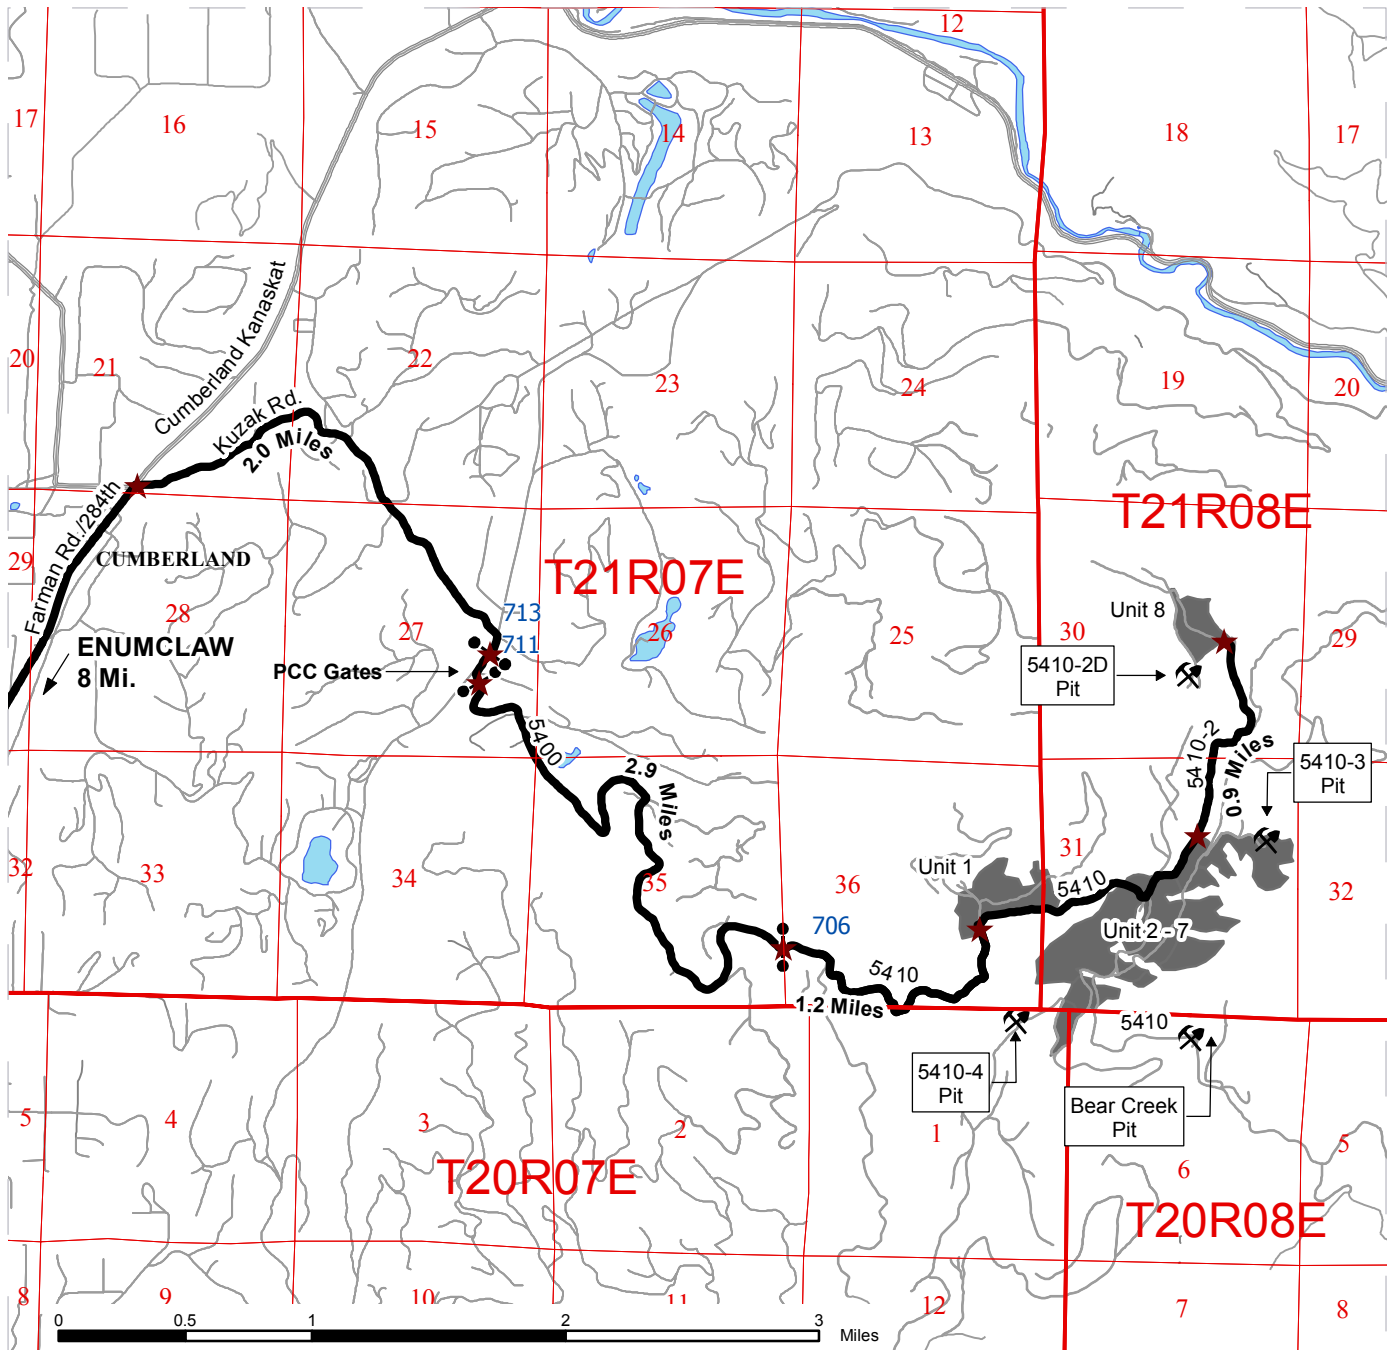 12
17
16
15
14
13
18
17
Cumberland Kanaskat
20
21
22
23
24
19
20
Kuzak Rd.
2.0 Miles
Farman Rd./284th
T21R08E
29
CUMBERLAND
T21R07E
28
27
713
711
26
25
30
Unit 8
29
ENUMCLAW
8 Mi.
PCC Gates
5410-2D
Pit
5400
5410-2
0.9 Miles
5410-3
Pit
2.9
Miles
32
33
34
35
36
Unit 1
31
5410
32
706
Unit 2 - 7
5410
1.2 Miles
5410
5410-4
Pit
Bear Creek
Pit
5
4
3
2
1
6
5
T20R07E
T20R08E
8
9
10
11
12
7
8
0
0.5
1
2
3
Miles